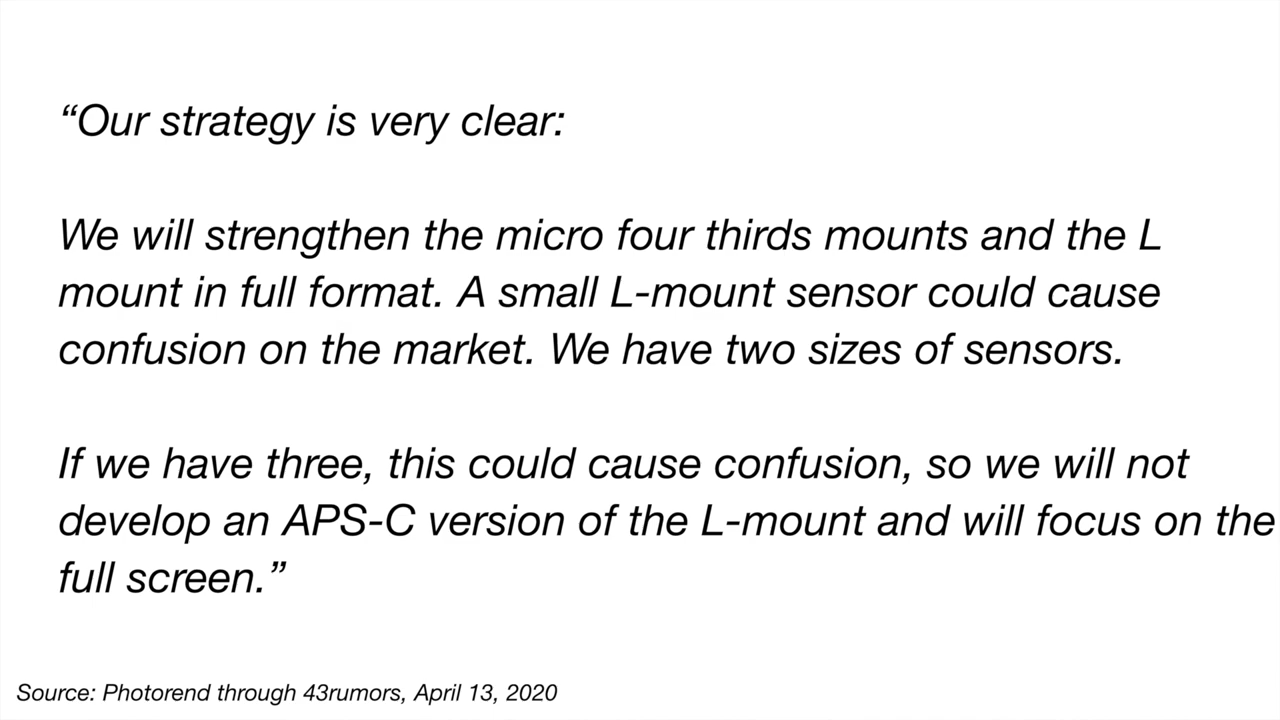 “Our strategy is very clear:
We will strengthen the micro four thirds mounts and the L
mount in full format. A small L-mount sensor could cause
confusion on the market. We have two sizes of sensors.
If we have three, this could cause confusion, so we will not
develop an APS-C version of the L-mount and will focus on the
full screen.”
Source: Photorend through 43rumors, April 13, 2020